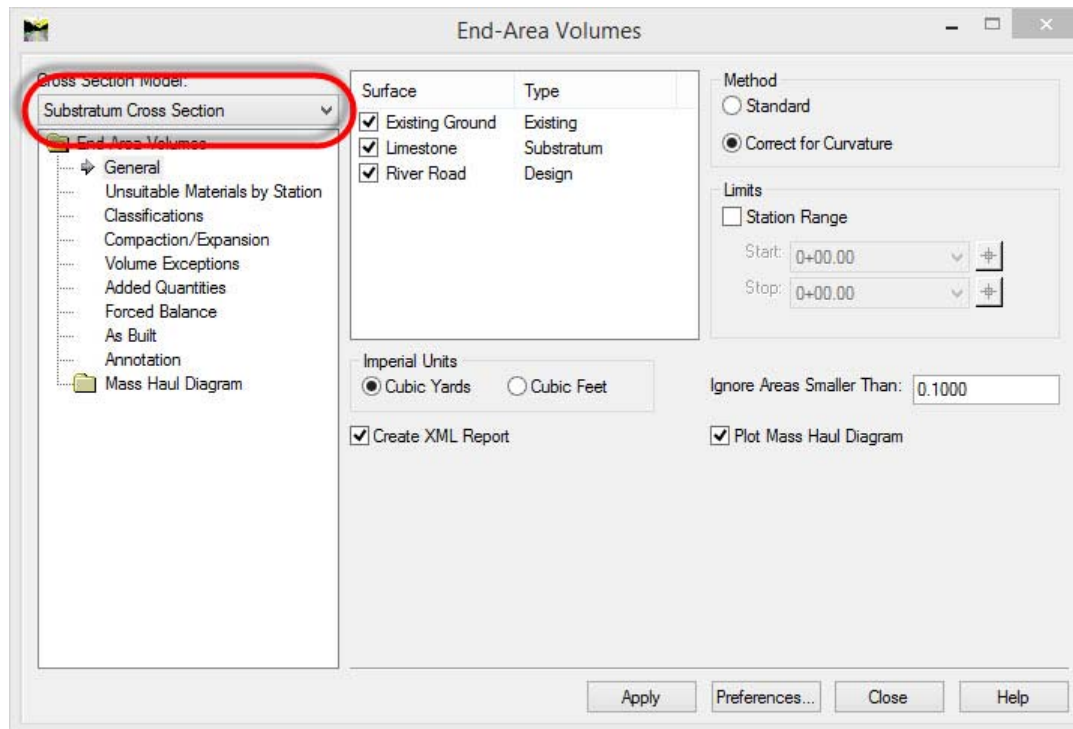 End-Area Volumes
Cross Section Model:
Substratum Cross Section
End-Area Volumes
General
Unsuitable Materials by Station
Classifications
Compaction/Expansion
Volume Exceptions
Added Quantities
Forced Balance
As Built
Annotation
Mass Haul Diagram
Surface Type
Existing Ground Existing
Limestone Substratum
River Road Design
Method
Standard
Correct for Curvature
Limits
Station Range
Start: 0+00.00
Stop: 0+00.00
Imperial Units
Cubic Yards Cubic Feet
Ignore Areas Smaller Than: 0.1000
Create XML Report
Plot Mass Haul Diagram
Apply Preferences... Close Help